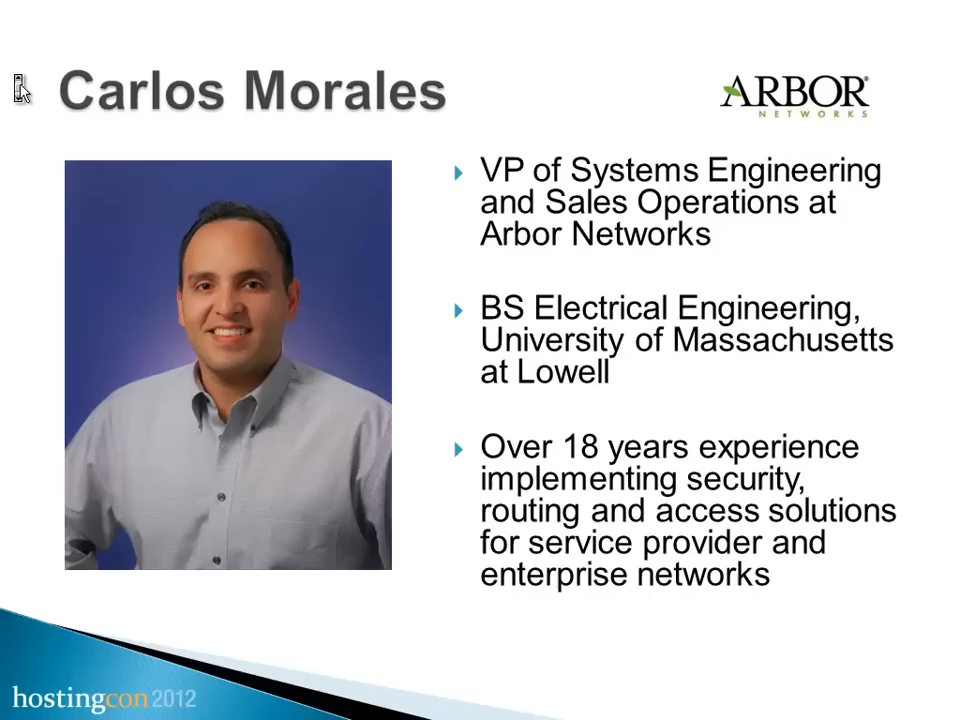 Carlos Morales
ARBOR
NETWORKS
VP of Systems Engineering
and Sales Operations at
Arbor Networks
BS Electrical Engineering,
University of Massachusetts
at Lowell
Over 18 years experience
implementing security,
routing and access solutions
for service provider and
enterprise networks
hostingcon2012